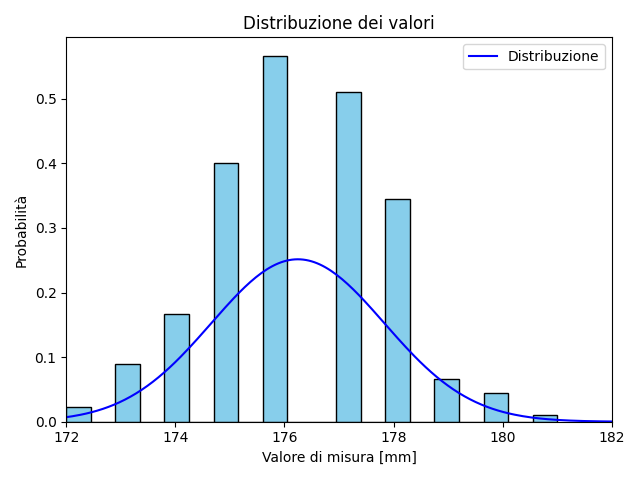 Distribuzione dei valori
Distribuzione
Probabilità
0.5
0.4
0.3
0.2
0.1
0.0
172 174 176 178 180 182
Valore di misura [mm]